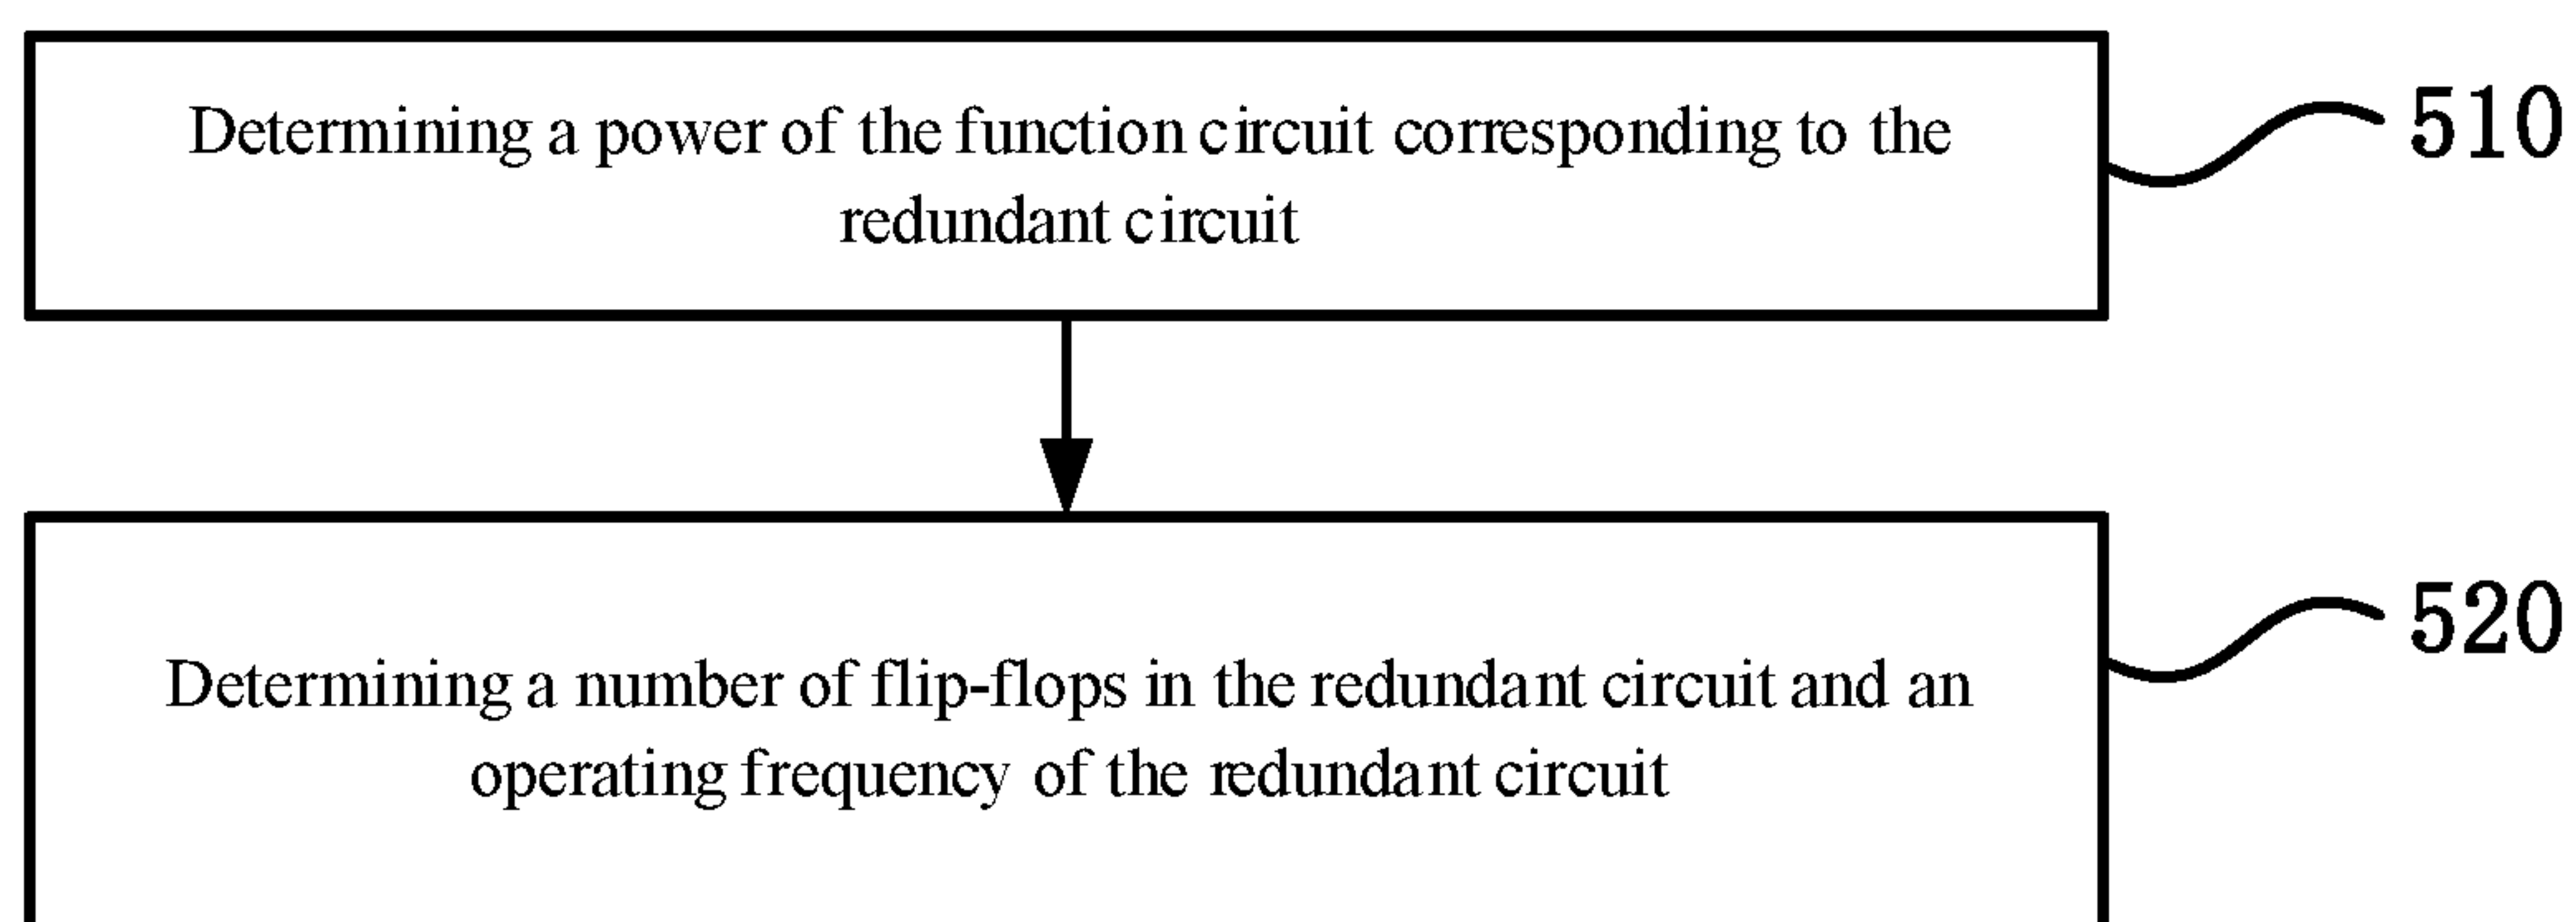 Determining a power of the function circuit corresponding to the
redundant circuit
510
Determining a number of flip-flops in the redundant circuit and an
operating frequency of the redundant circuit
520